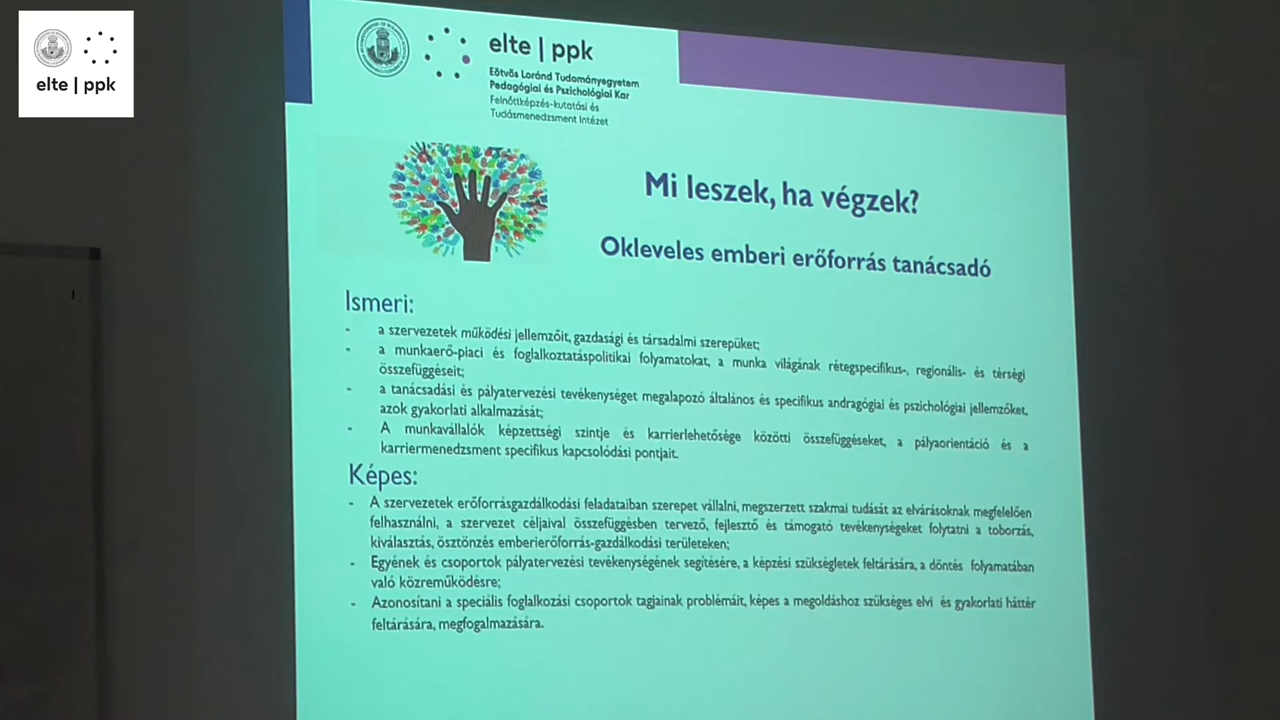 elte | ppk
elte | ppk
Eötvös Loránd Tudományegyetem
Pedagógiai és Pszichológiai Kar
Felnőttképzés-kutatási és
Tudásmenedzsment Intézet
Mi leszek, ha végzek?
Okleveles emberi erőforrás tanácsadó
Ismeri:
- a szervezetek működési jellemzőit, gazdasági és társadalmi szerepüket;
- a munkaerő-piaci és foglalkoztatáspolitikai folyamatokat, a munka világának rétegspecifikus-, regionális- és térségi
összefüggéseit;
- a tanácsadási és pályatervezési tevékenységet megalapozó általános és specifikus andragógiai és pszichológiai jellemzőket,
azok gyakorlati alkalmazását;
- A munkavállalók képzettségi szintje és karrierlehetősége közötti összefüggéseket, a pályaorientáció és a
karriermenedzsment specifikus kapcsolódási pontjait.
Képes:
- A szervezetek erőforrásgazdálkodási feladataiban szerepet vállalni, megszerzett szakmai tudását az elvárásoknak megfelelően
felhasználni, a szervezet céljaival összefüggésben tervező, fejlesztő és támogató tevékenységeket folytatni a toborzás,
kiválasztás, ösztönzés emberierőforrás-gazdálkodási területeken;
- Egyének és csoportok pályatervezési tevékenységének segítésére, a képzési szükségletek feltárására, a döntés folyamatában
való közreműködésre;
- Azonosítani a speciális foglalkozási csoportok tagjainak problémáit, képes a megoldáshoz szükséges elvi és gyakorlati háttér
feltárására, megfogalmazására.